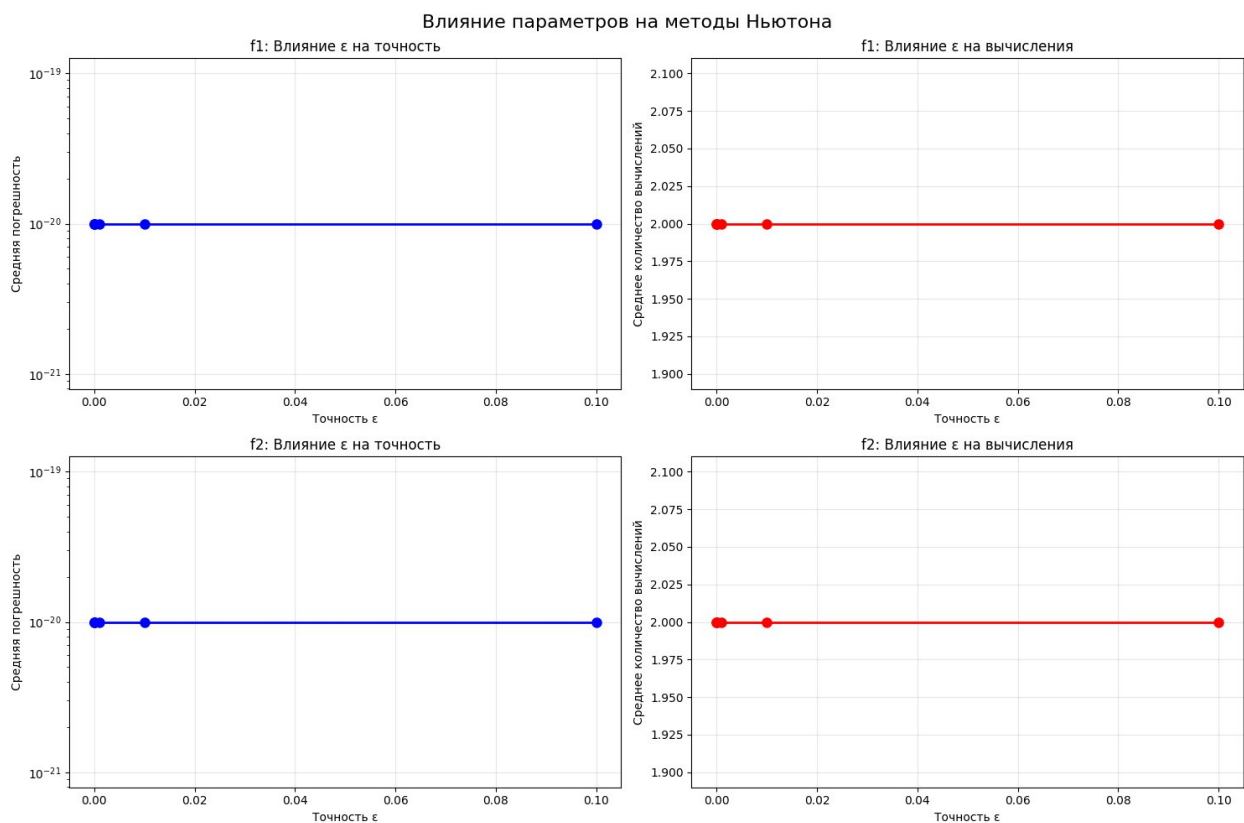 Влияние параметров на методы Ньютона
f1: Влияние ε на точность
Средняя погрешность
10⁻¹⁹
10⁻²⁰
10⁻²¹
0.00 0.02 0.04 0.06 0.08 0.10
Точность ε
f1: Влияние ε на вычисления
Среднее количество вычислений
2.100
2.075
2.050
2.025
2.000
1.975
1.950
1.925
1.900
0.00 0.02 0.04 0.06 0.08 0.10
Точность ε
f2: Влияние ε на точность
Средняя погрешность
10⁻¹⁹
10⁻²⁰
10⁻²¹
0.00 0.02 0.04 0.06 0.08 0.10
Точность ε
f2: Влияние ε на вычисления
Среднее количество вычислений
2.100
2.075
2.050
2.025
2.000
1.975
1.950
1.925
1.900
0.00 0.02 0.04 0.06 0.08 0.10
Точность ε